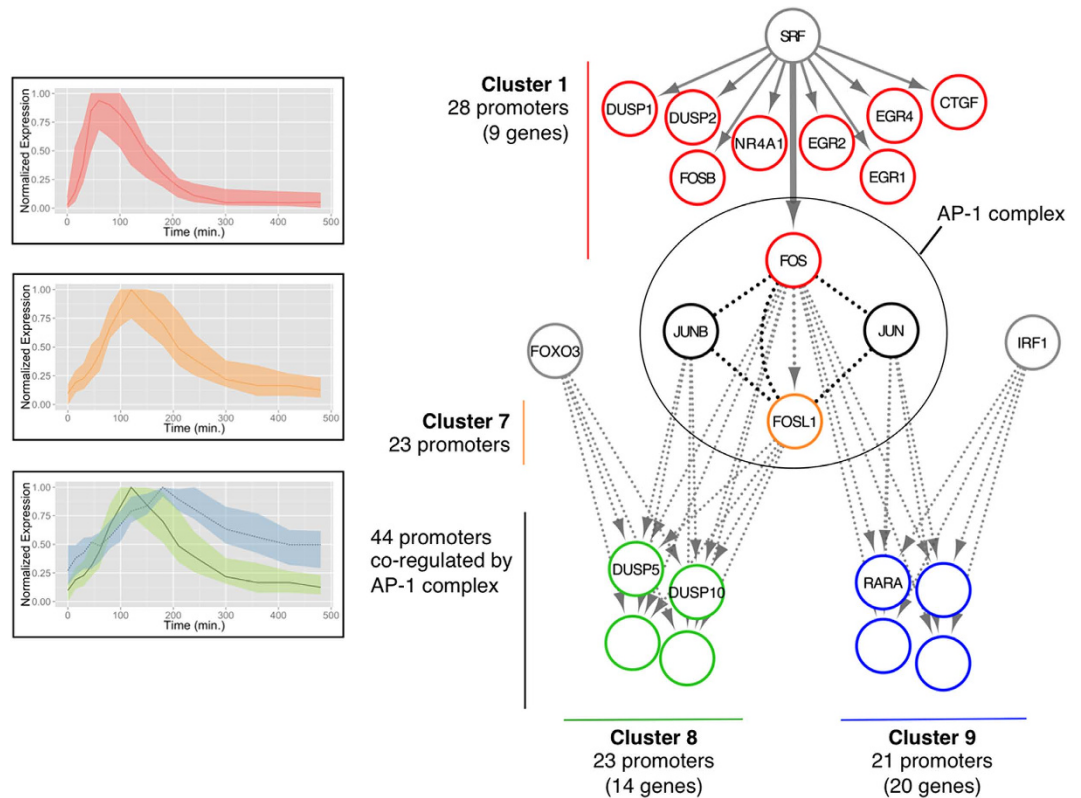 Normalized Expression
1.00
0.75
0.50
0.25
0.00
0
100
200
300
400
500
Time (min.)
Normalized Expression
1.00
0.75
0.50
0.25
0.00
0
100
200
300
400
500
Time (min.)
Normalized Expression
1.00
0.75
0.50
0.25
0.00
0
100
200
300
400
500
Time (min.)
SRF
Cluster 1
28 promoters
(9 genes)
DUSP1
DUSP2
NR4A1
EGR2
EGR4
CTGF
FOSB
EGR1
AP-1 complex
FOS
JUNB
JUN
FOXO3
IRF1
FOSL1
Cluster 7
23 promoters
44 promoters
co-regulated by
AP-1 complex
DUSP5
DUSP10
RARA
Cluster 8
23 promoters
(14 genes)
Cluster 9
21 promoters
(20 genes)